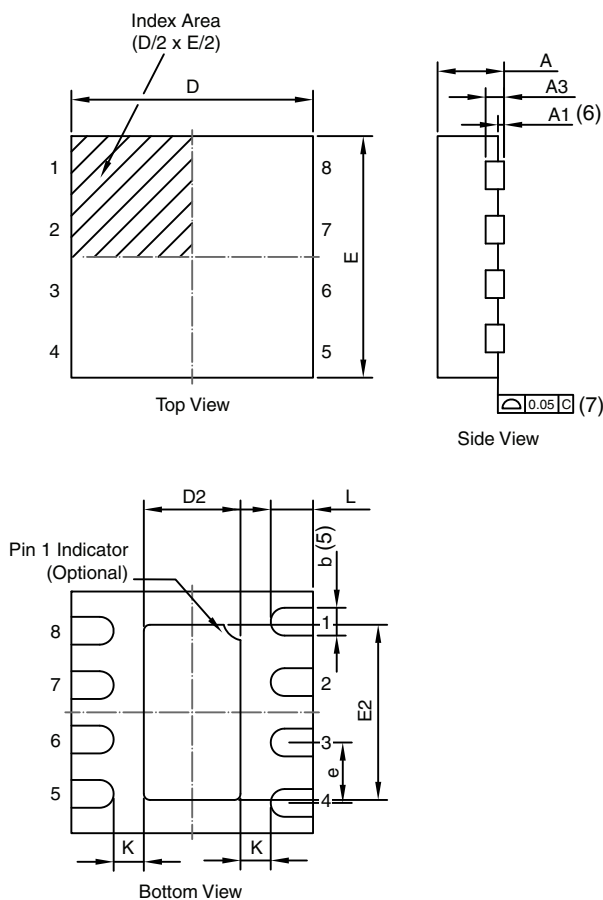 Index Area
(D/2 x E/2)
D
A
A3
A1 (6)
1
8
2
7
E
3
6
4
5
Top View
0.05 C (7)
Side View
D2
L
b (5)
Pin 1 Indicator
(Optional)
8
1
7
2
E2
6
3
e
5
4
K
K
Bottom View